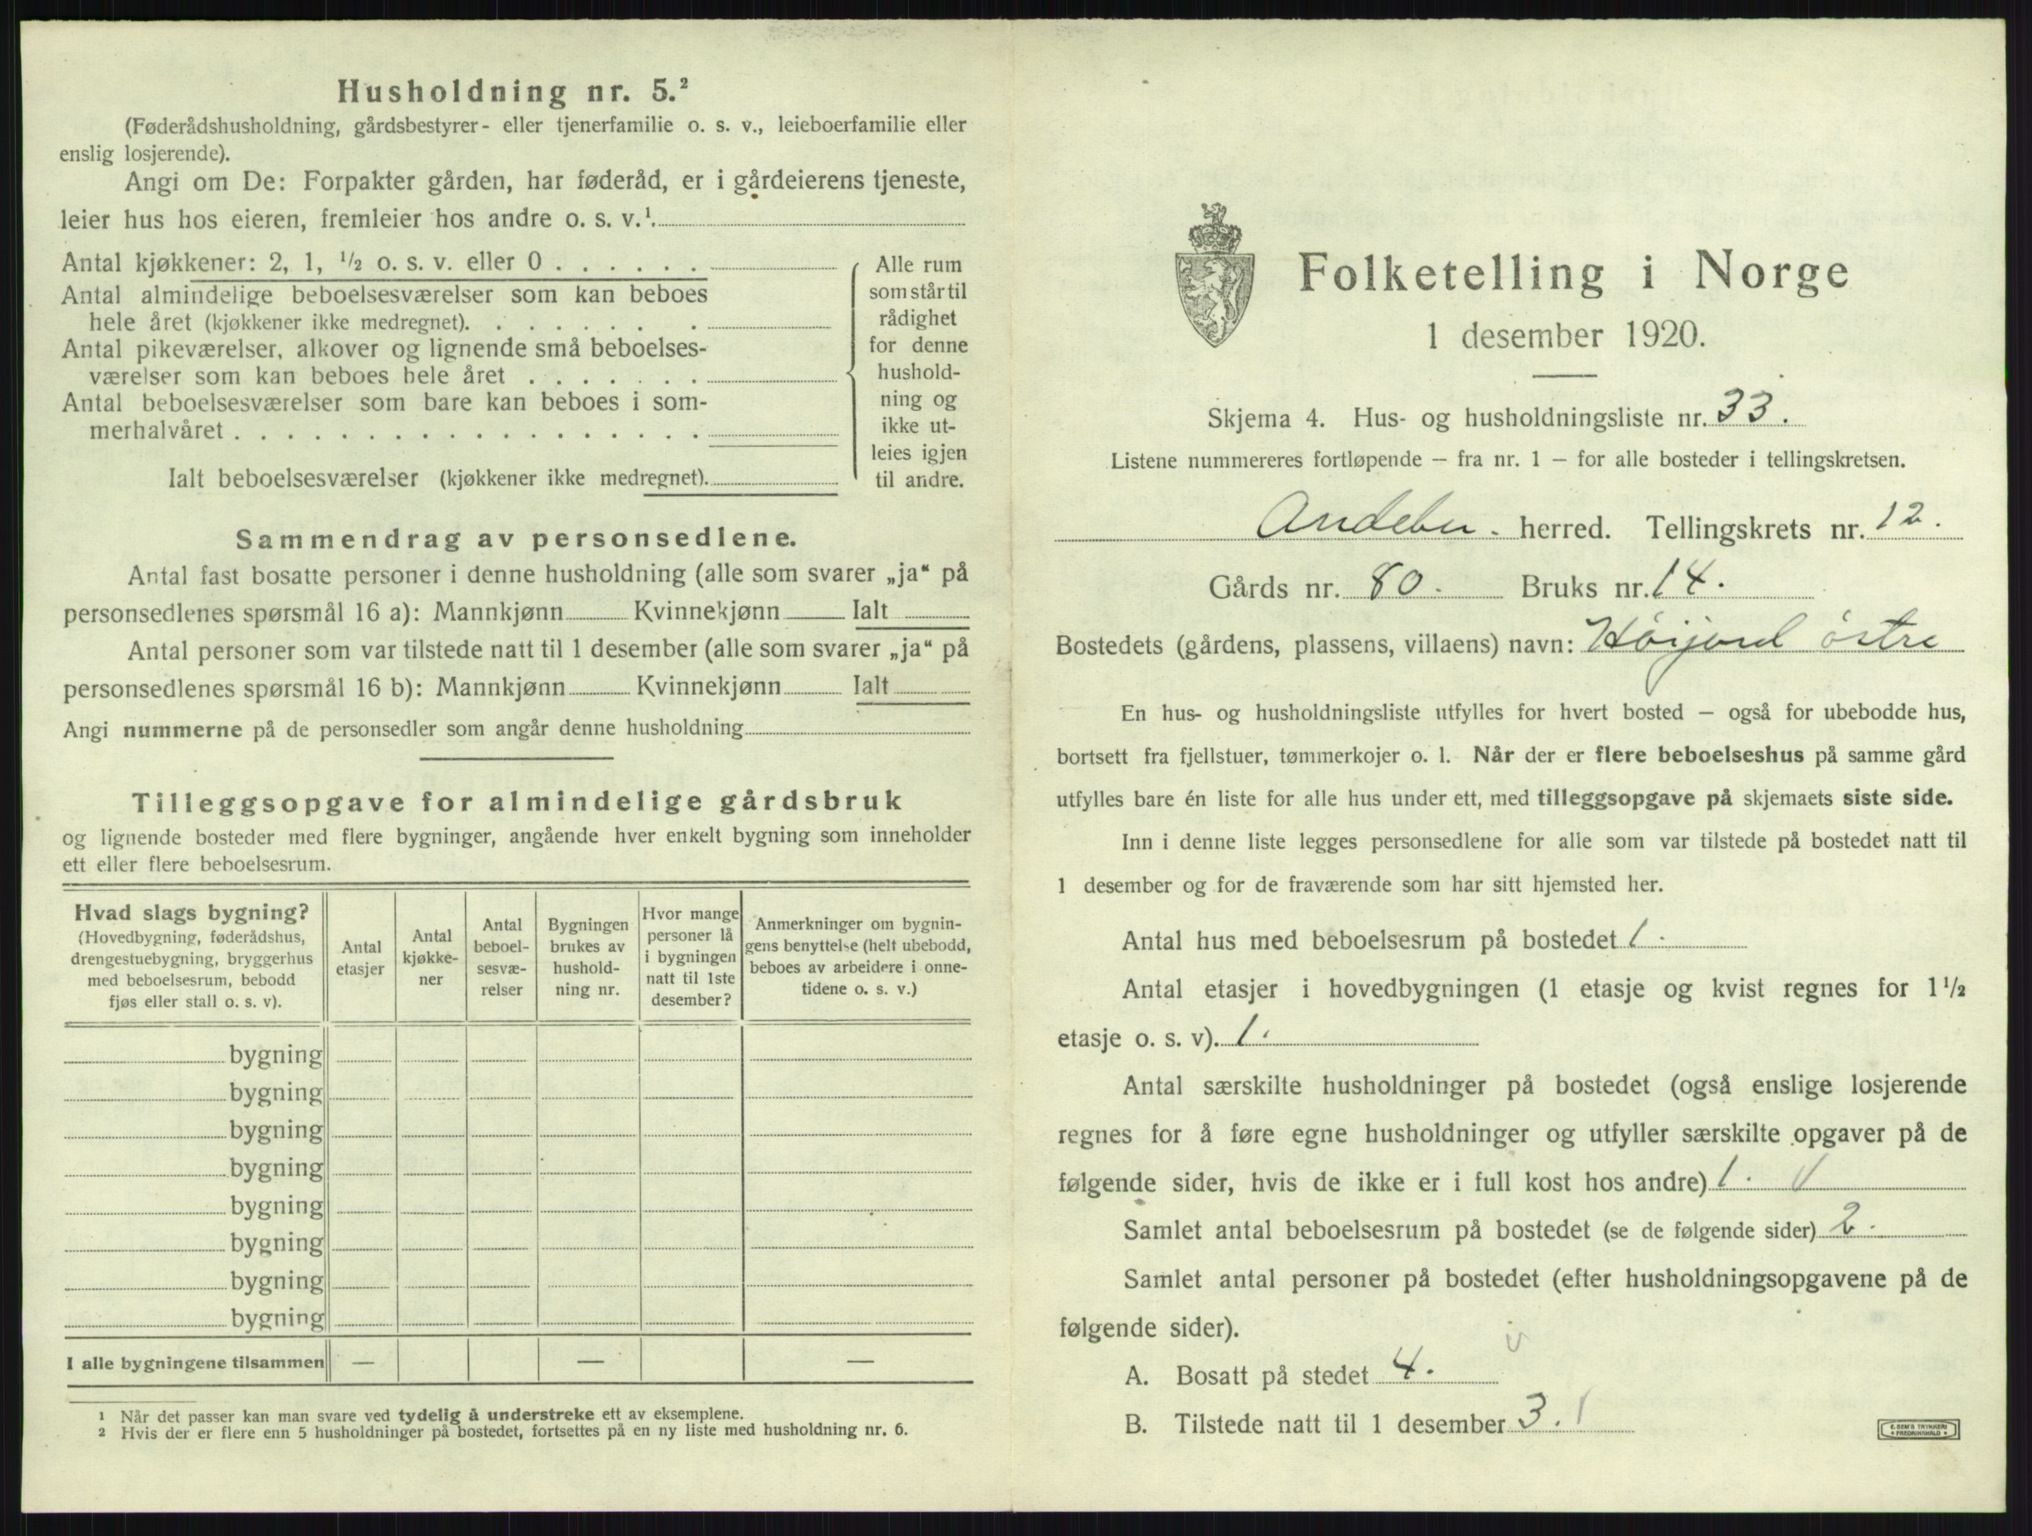 Husholdning nr. 5.²
(Føderådshusholdning, gårdsbestyrer- eller tjenerfamilie o. s. v., leieboerfamilie eller
enslig losjerende).
Angi om De: Forpakter gården, har føderåd, er i gårdeierens tjeneste,
leier hus hos eieren, fremleier hos andre o. s. v.¹.
Antal kjøkkener: 2, 1, ½ o. s. v. eller 0 . . . . . .
Antal almindelige beboelsesværelser som kan beboes
hele året (kjøkkener ikke medregnet). . . . . . . .
Antal pikeværelser, alkover og lignende små beboelses-
værelser som kan beboes hele året . . . . . . .
Antal beboelsesværelser som bare kan beboes i som-
merhalvåret . . . . . . . . . . . . . . . . . .
Ialt beboelsesværelser (kjøkkener ikke medregnet).
Alle rum
som står til
rådighet
for denne
hushold-
ning og
ikke ut-
leies igjen
til andre.
Sammendrag av personsedlene.
Antal fast bosatte personer i denne husholdning (alle som svarer „ja“ på
personsedlenes spørsmål 16 a): Mannkjønn Kvinnekjønn Ialt
Antal personer som var tilstede natt til 1 desember (alle som svarer „ja“ på
personsedlenes spørsmål 16 b): Mannkjønn Kvinnekjønn Ialt
Angi nummerne på de personsedler som angår denne husholdning
Tilleggsopgave for almindelige gårdsbruk
og lignende bosteder med flere bygninger, angående hver enkelt bygning som inneholder
ett eller flere beboelsesrum.
Hvad slags bygning?
(Hovedbygning, føderådshus,
drengestuebygning, bryggerhus
med beboelsesrum, bebodd
fjøs eller stall o. s. v).
Antal
etasjer
Antal
kjøkke-
ner
Antal
beboel-
sesvæ-
relser
Bygningen
brukes av
hushold-
ning nr.
Hvor mange
personer lå
i bygningen
natt til 1ste
desember?
Anmerkninger om bygnin-
gens benyttelse (helt ubebodd,
beboes av arbeidere i onne-
tidene o. s. v.)
bygning
bygning
bygning
bygning
bygning
bygning
bygning
bygning
I alle bygningene tilsammen — — —
¹ Når det passer kan man svare ved tydelig å understreke ett av eksemplene.
² Hvis der er flere enn 5 husholdninger på bostedet, fortsettes på en ny liste med husholdning nr. 6.
Folketelling i Norge
1 desember 1920.
Skjema 4. Hus- og husholdningsliste nr. 33.
Listene nummereres fortløpende — fra nr. 1 — for alle bosteder i tellingskretsen.
Andebu. herred. Tellingskrets nr. 12.
Gårds nr. 80. Bruks nr. 14.
Bostedets (gårdens, plassens, villaens) navn: Høijord østre
En hus- og husholdningsliste utfylles for hvert bosted — også for ubebodde hus,
bortsett fra fjellstuer, tømmerkojer o. l. Når der er flere beboelseshus på samme gård
utfylles bare én liste for alle hus under ett, med tilleggsopgave på skjemaets siste side.
Inn i denne liste legges personsedlene for alle som var tilstede på bostedet natt til
1 desember og for de fraværende som har sitt hjemsted her.
Antal hus med beboelsesrum på bostedet 1.
Antal etasjer i hovedbygningen (1 etasje og kvist regnes for 1½
etasje o. s. v). 1.
Antal særskilte husholdninger på bostedet (også enslige losjerende
regnes for å føre egne husholdninger og utfyller særskilte opgaver på de
følgende sider, hvis de ikke er i full kost hos andre) 1.
Samlet antal beboelsesrum på bostedet (se de følgende sider) 2.
Samlet antal personer på bostedet (efter husholdningsopgavene på de
følgende sider).
A. Bosatt på stedet 4.
B. Tilstede natt til 1 desember 3.